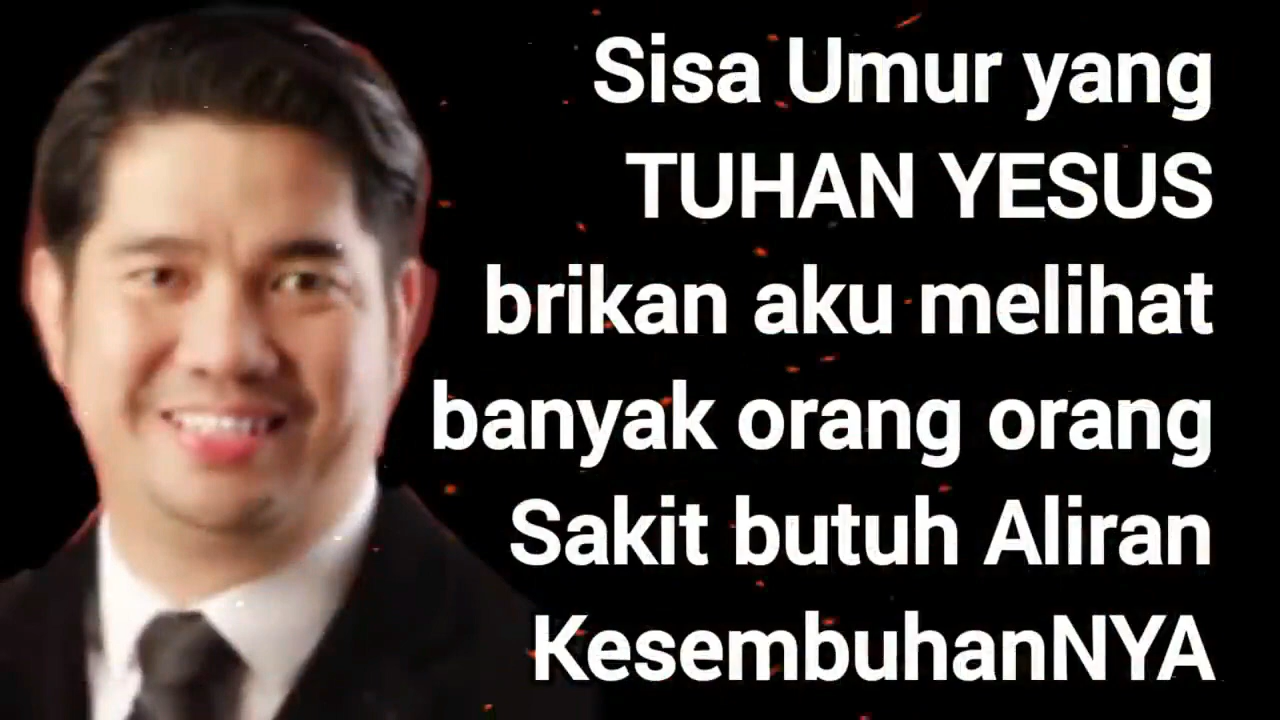 Sisa Umur yang
TUHAN YESUS
brikan aku melihat
banyak orang orang
Sakit butuh Aliran
KesembuhanNYA